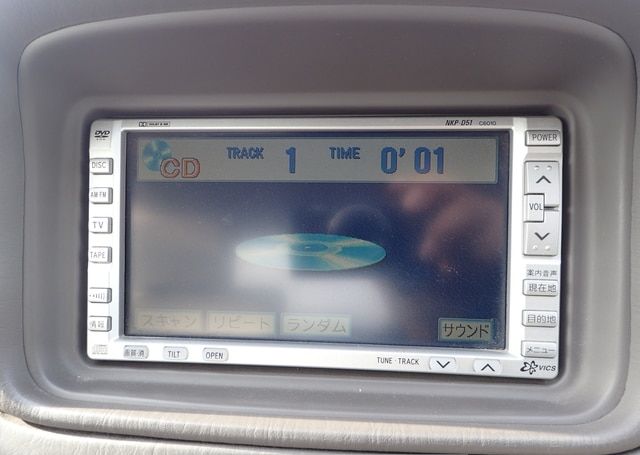 NKP-D51 C6010
DVD
POWER
CD TRACK 1 TIME 0'01
DISC
AM·FM
VOL
TV
TAPE
案内音声
現在地
目的地
情報
スキャン リピート ランダム サウンド
メニュー
画質·消 TILT OPEN TUNE·TRACK VICS